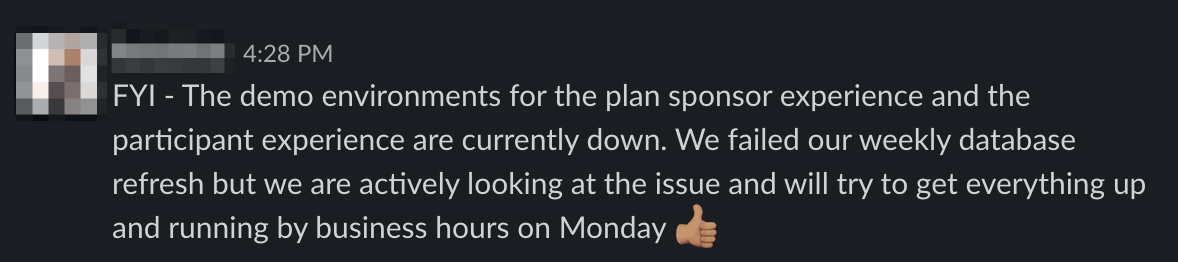 4:28 PM
FYI - The demo environments for the plan sponsor experience and the
participant experience are currently down. We failed our weekly database
refresh but we are actively looking at the issue and will try to get everything up
and running by business hours on Monday 👍🏽